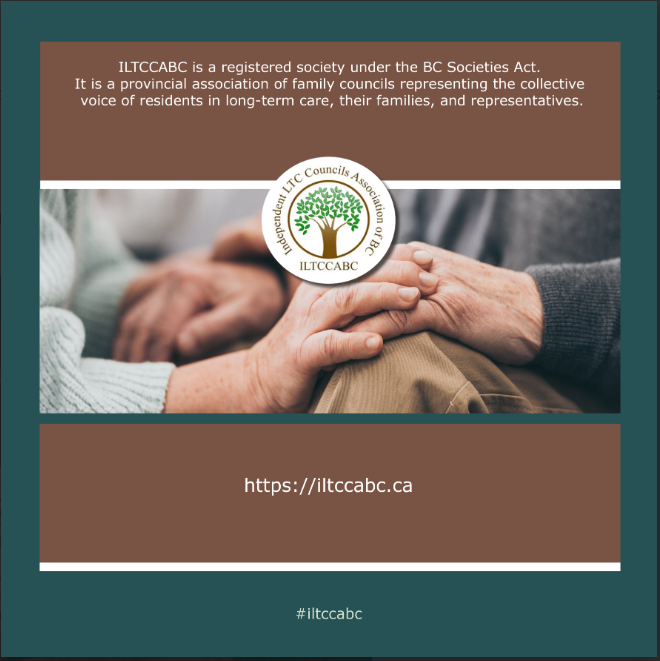 ILTCCABC is a registered society under the BC Societies Act.
It is a provincial association of family councils representing the collective
voice of residents in long-term care, their families, and representatives.
Independent LTC Councils Association of BC
ILTCCABC
https://iltccabc.ca
#iltccabc